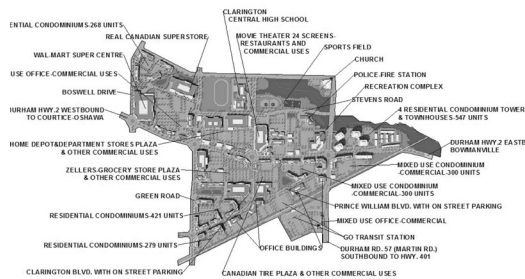 CLARINGTON
CENTRAL HIGH SCHOOL
ENTIAL CONDOMINIUMS-268 UNITS
REAL CANADIAN SUPERSTORE
MOVIE THEATER 24 SCREENS-
RESTAURANTS AND
COMMERCIAL USES
SPORTS FIELD
WAL-MART SUPER CENTRE
CHURCH
USE OFFICE-COMMERCIAL USES
POLICE-FIRE STATION
RECREATION COMPLEX
BOSWELL DRIVE
STEVENS ROAD
DURHAM HWY.2 WESTBOUND
TO COURTICE-OSHAWA
4 RESIDENTIAL CONDOMINIUM TOWER
& TOWNHOUSES-547 UNITS
HOME DEPOT&DEPARTMENT STORES PLAZA
& OTHER COMMERCIAL USES
DURHAM HWY.2 EASTB
BOWMANVILLE
ZELLERS-GROCERY STORE PLAZA
& OTHER COMMERCIAL USES
MIXED USE CONDOMINIUM
-COMMERCIAL-300 UNITS
MIXED USE CONDOMINIUM
-COMMERCIAL-300 UNITS
GREEN ROAD
PRINCE WILLIAM BLVD. WITH ON STREET PARKING
RESIDENTIAL CONDOMINIUMS-421 UNITS
MIXED USE OFFICE-COMMERCIAL
GO TRANSIT STATION
RESIDENTIAL CONDOMINIUMS-279 UNITS
OFFICE BUILDINGS
DURHAM RD. 57 (MARTIN RD.)
SOUTHBOUND TO HWY. 401
CLARINGTON BLVD. WITH ON STREET PARKING
CANADIAN TIRE PLAZA & OTHER COMMERCIAL USES